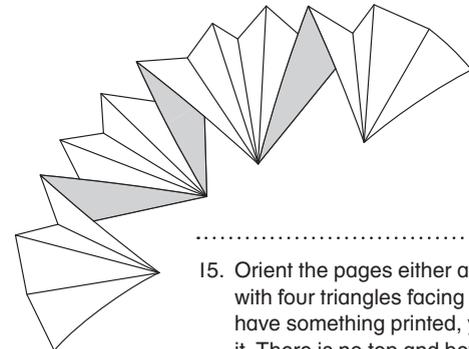 15. Orient the pages either a
with four triangles facing
have something printed, y
it. There is no top and bo